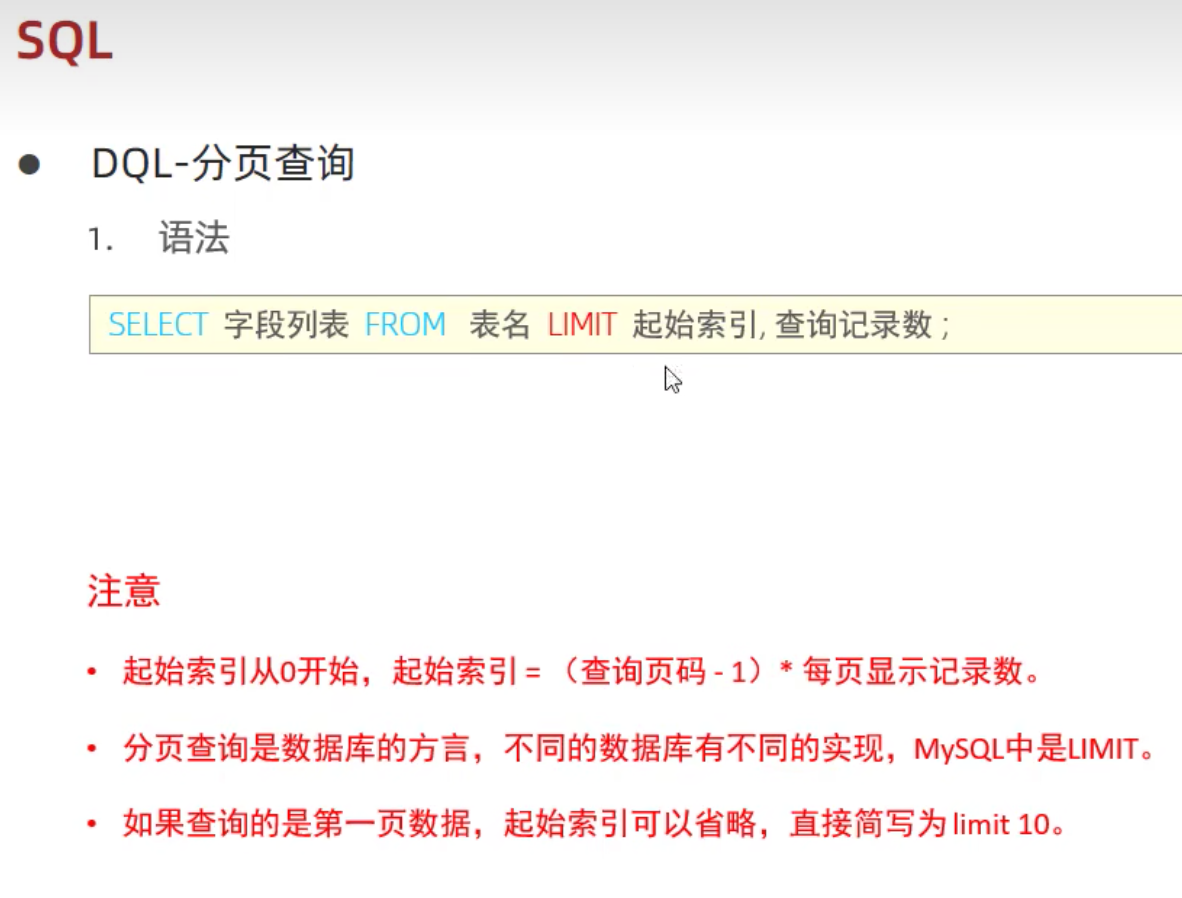 SQL
● DQL-分页查询
1. 语法
SELECT 字段列表 FROM 表名 LIMIT 起始索引, 查询记录数 ;
注意
• 起始索引从0开始，起始索引 = （查询页码 - 1）* 每页显示记录数。
• 分页查询是数据库的方言，不同的数据库有不同的实现，MySQL中是LIMIT。
• 如果查询的是第一页数据，起始索引可以省略，直接简写为 limit 10。